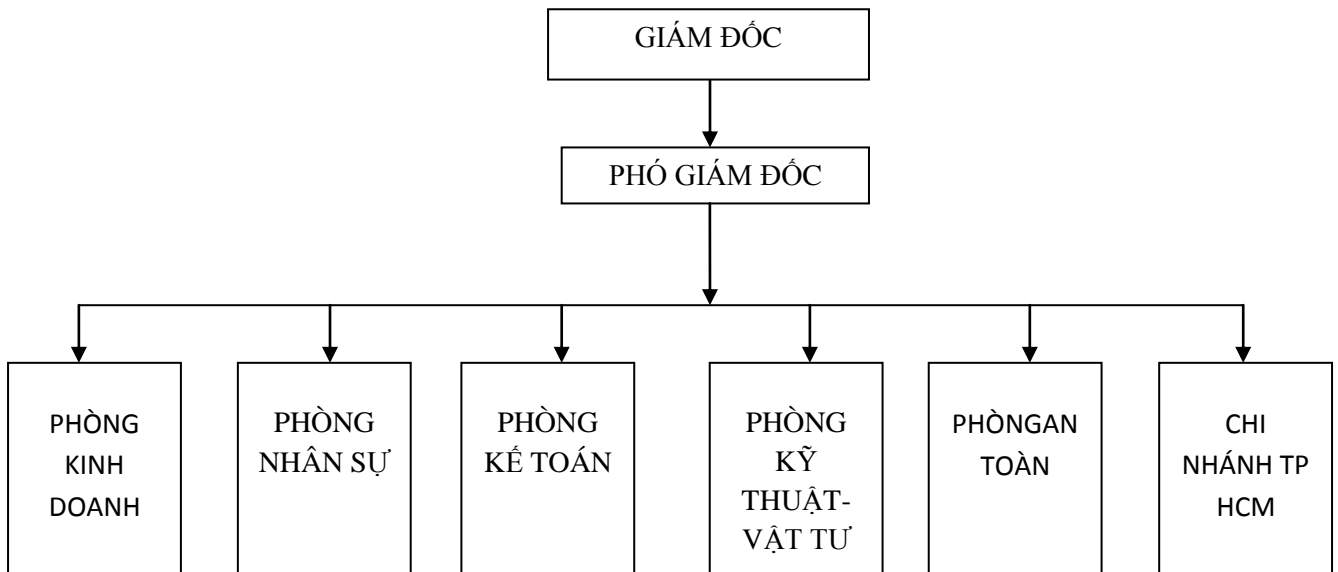 GIÁM ĐỐC
PHÓ GIÁM ĐỐC
PHÒNG
KINH
DOANH
PHÒNG
NHÂN SỰ
PHÒNG
KẾ TOÁN
PHÒNG
KỸ
THUẬT-
VẬT TƯ
PHÒNGAN
TOÀN
CHI
NHÁNH TP
HCM